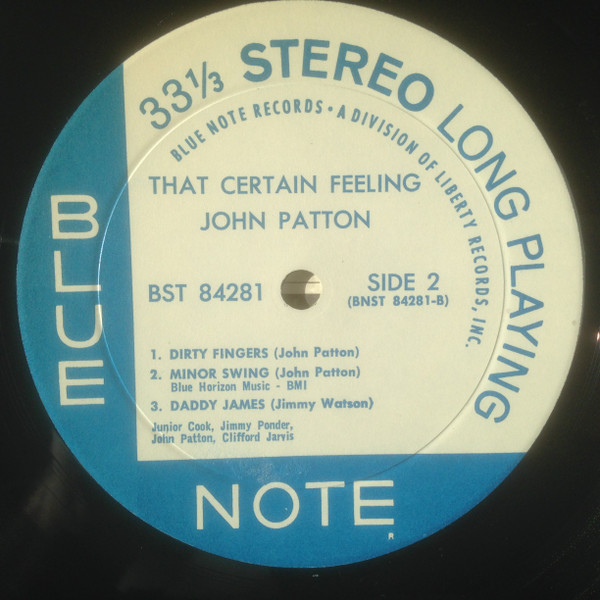 33⅓ STEREO LONG PLAYING
BLUE NOTE RECORDS • A DIVISION OF LIBERTY RECORDS, INC.
THAT CERTAIN FEELING
JOHN PATTON
BST 84281
SIDE 2
(BNST 84281-B)
1. DIRTY FINGERS (John Patton)
2. MINOR SWING (John Patton)
Blue Horizon Music - BMI
3. DADDY JAMES (Jimmy Watson)
Junior Cook, Jimmy Ponder,
John Patton, Clifford Jarvis
BLUE
NOTE
R